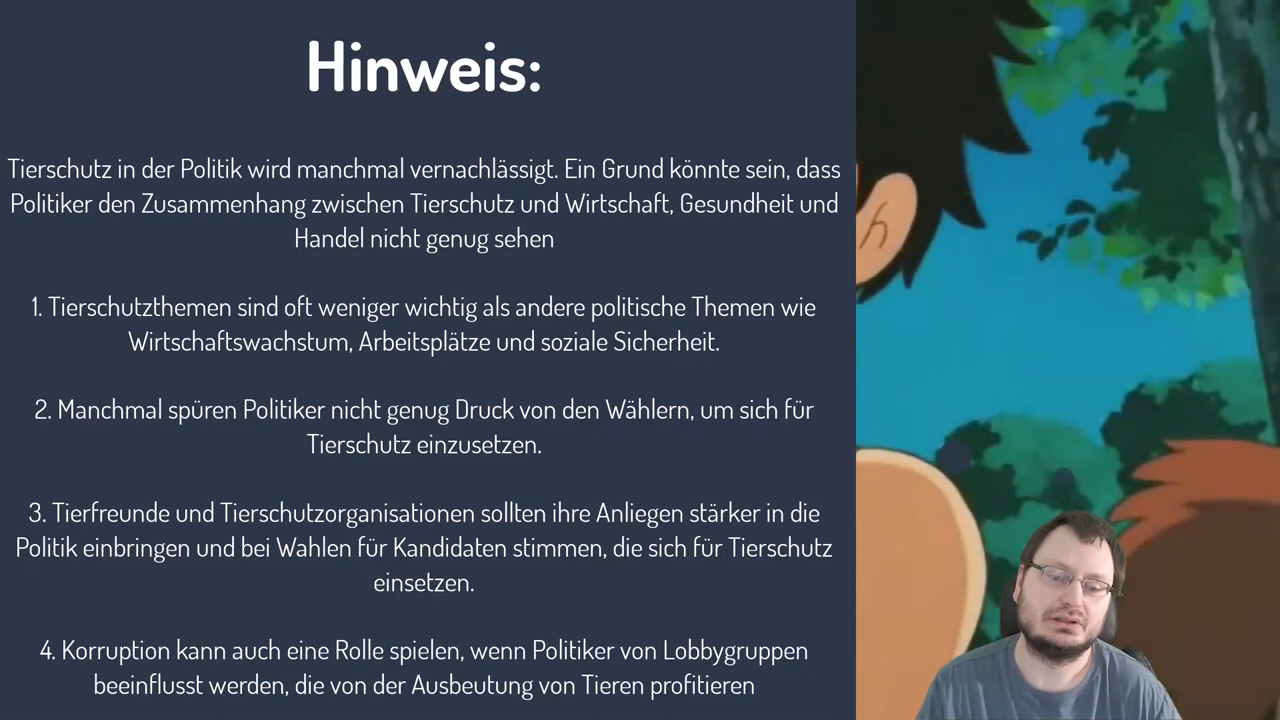 Hinweis:
Tierschutz in der Politik wird manchmal vernachlässigt. Ein Grund könnte sein, dass
Politiker den Zusammenhang zwischen Tierschutz und Wirtschaft, Gesundheit und
Handel nicht genug sehen
1. Tierschutzthemen sind oft weniger wichtig als andere politische Themen wie
Wirtschaftswachstum, Arbeitsplätze und soziale Sicherheit.
2. Manchmal spüren Politiker nicht genug Druck von den Wählern, um sich für
Tierschutz einzusetzen.
3. Tierfreunde und Tierschutzorganisationen sollten ihre Anliegen stärker in die
Politik einbringen und bei Wahlen für Kandidaten stimmen, die sich für Tierschutz
einsetzen.
4. Korruption kann auch eine Rolle spielen, wenn Politiker von Lobbygruppen
beeinflusst werden, die von der Ausbeutung von Tieren profitieren